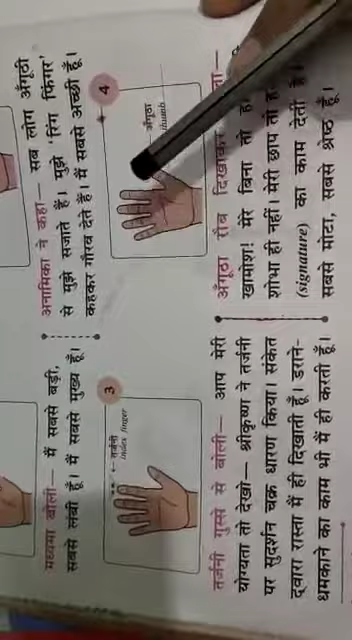 मध्यमा बोली— मैं सबसे बड़ी,
सबसे लंबी हूँ। मैं सबसे मुख्य हूँ।
अनामिका ने कहा— सब लोग अँगूठी
से मुझे सजाते हैं। मुझे 'रिंग फिंगर'
कहकर गौरव देते हैं। मैं सबसे अच्छी हूँ।
3
तर्जनी
index finger
तर्जनी गुस्से से बोली— आप मेरी
योग्यता तो देखो— श्रीकृष्ण ने तर्जनी
पर सुदर्शन चक्र धारण किया। संकेत
द्वारा रास्ता मैं ही दिखाती हूँ। डराने-
धमकाने का काम भी मैं ही करती हूँ।
4
अँगूठा
thumb
अँगूठा रौब दिखाकर
खामोश! मेरे बिना तो
शोभा ही नहीं। मेरी छाप तो
(signature) का काम देती है।
सबसे मोटा, सबसे श्रेष्ठ हूँ।